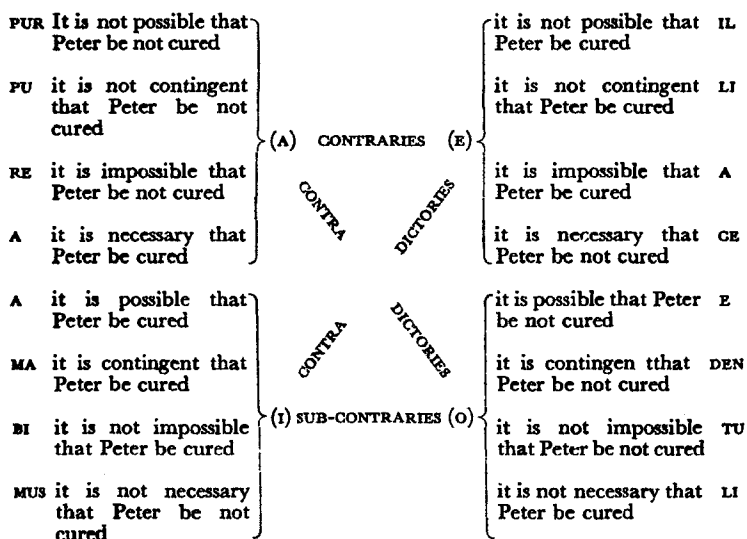 PUR It is not possible that Peter be not cured
PU it is not contingent that Peter be not cured
RE it is impossible that Peter be not cured
A it is necessary that Peter be cured
(A) CONTRARIES (E)
it is not possible that Peter be cured IL
it is not contingent that Peter be cured LI
it is impossible that Peter be cured A
it is necessary that Peter be not cured CE
CONTRA
DICTORIES
CONTRA
DICTORIES
A it is possible that Peter be cured
MA it is contingent that Peter be cured
BI it is not impossible that Peter be cured
MUS it is not necessary that Peter be not cured
(I) SUB-CONTRARIES (O)
it is possible that Peter be not cured E
it is contingen tthat Peter be not cured DEN
it is not impossible that Peter be not cured TU
it is not necessary that Peter be cured LI